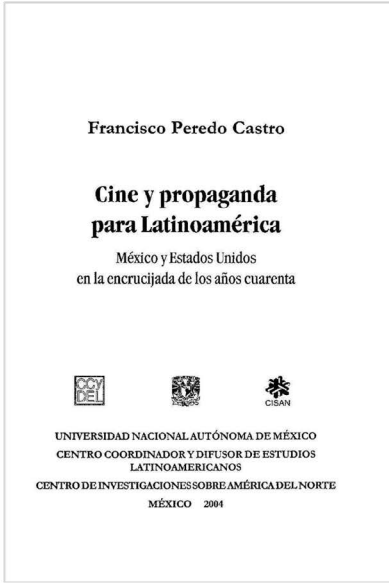 Francisco Peredo Castro
Cine y propaganda
para Latinoamérica
México y Estados Unidos
en la encrucijada de los años cuarenta
CCY
DEL
CISAN
UNIVERSIDAD NACIONAL AUTÓNOMA DE MÉXICO
CENTRO COORDINADOR Y DIFUSOR DE ESTUDIOS
LATINOAMERICANOS
CENTRO DE INVESTIGACIONES SOBRE AMÉRICA DEL NORTE
MÉXICO 2004